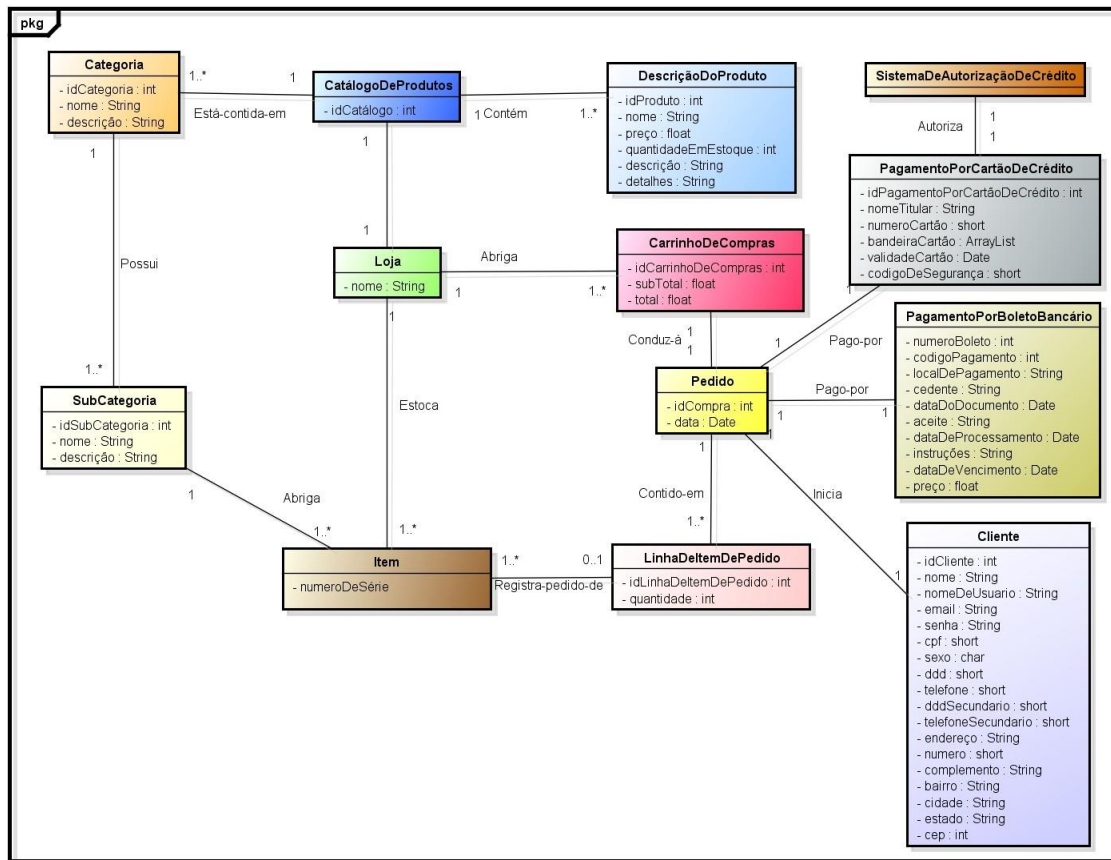 pkg
Categoria
- idCategoria : int
- nome : String
- descrição : String
1..*
1
Está-contida-em
CatálogoDeProdutos
- idCatálogo : int
1
Contém
1..*
DescriçãoDoProduto
- idProduto : int
- nome : String
- preço : float
- quantidadeEmEstoque : int
- descrição : String
- detalhes : String
SistemaDeAutorizaçãoDeCrédito
1
Autoriza
1
PagamentoPorCartãoDeCrédito
- idPagamentoPorCartãoDeCrédito : int
- nomeTitular : String
- numeroCartão : short
- bandeiraCartão : ArrayList
- validadeCartão : Date
- codigoDeSegurança : short
1
Possui
1..*
1
1
Loja
- nome : String
1
Abriga
1..*
CarrinhoDeCompras
- idCarrinhoDeCompras : int
- subTotal : float
- total : float
1
Conduz-á
1
1
Pago-por
1
PagamentoPorBoletoBancário
- numeroBoleto : int
- codigoPagamento : int
- localDePagamento : String
- cedente : String
- dataDoDocumento : Date
- aceite : String
- dataDeProcessamento : Date
- instruções : String
- dataDeVencimento : Date
- preço : float
Pedido
- idCompra : int
- data : Date
Pago-por
1
1
SubCategoria
- idSubCategoria : int
- nome : String
- descrição : String
1
Estoca
1..*
1
Abriga
1..*
1
Contido-em
1..*
1
Inicia
1
Item
- numeroDeSérie
1..*
0..1
Registra-pedido-de
LinhaDeItemDePedido
- idLinhaDeItemDePedido : int
- quantidade : int
Cliente
- idCliente : int
- nome : String
- nomeDeUsuario : String
- email : String
- senha : String
- cpf : short
- sexo : char
- ddd : short
- telefone : short
- dddSecundario : short
- telefoneSecundario : short
- endereço : String
- numero : short
- complemento : String
- bairro : String
- cidade : String
- estado : String
- cep : int